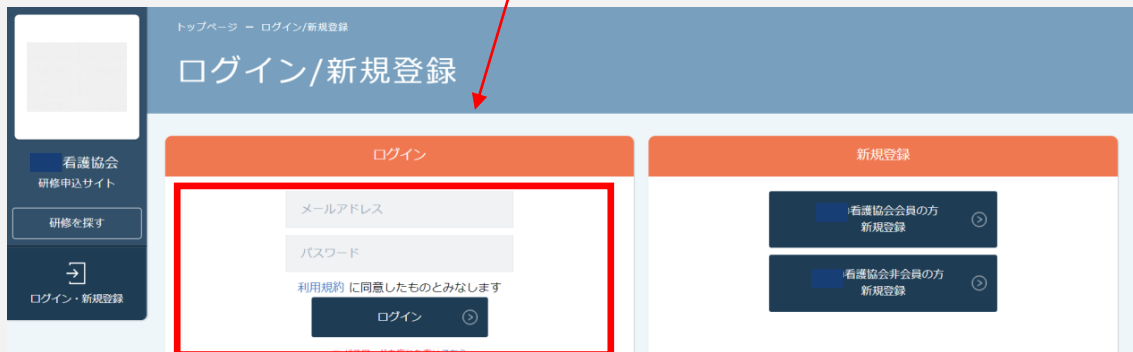 トップページ － ログイン/新規登録
ログイン/新規登録
看護協会
研修申込サイト
研修を探す
ログイン・新規登録
ログイン
メールアドレス
パスワード
利用規約 に同意したものとみなします
ログイン
新規登録
看護協会会員の方
新規登録
看護協会非会員の方
新規登録